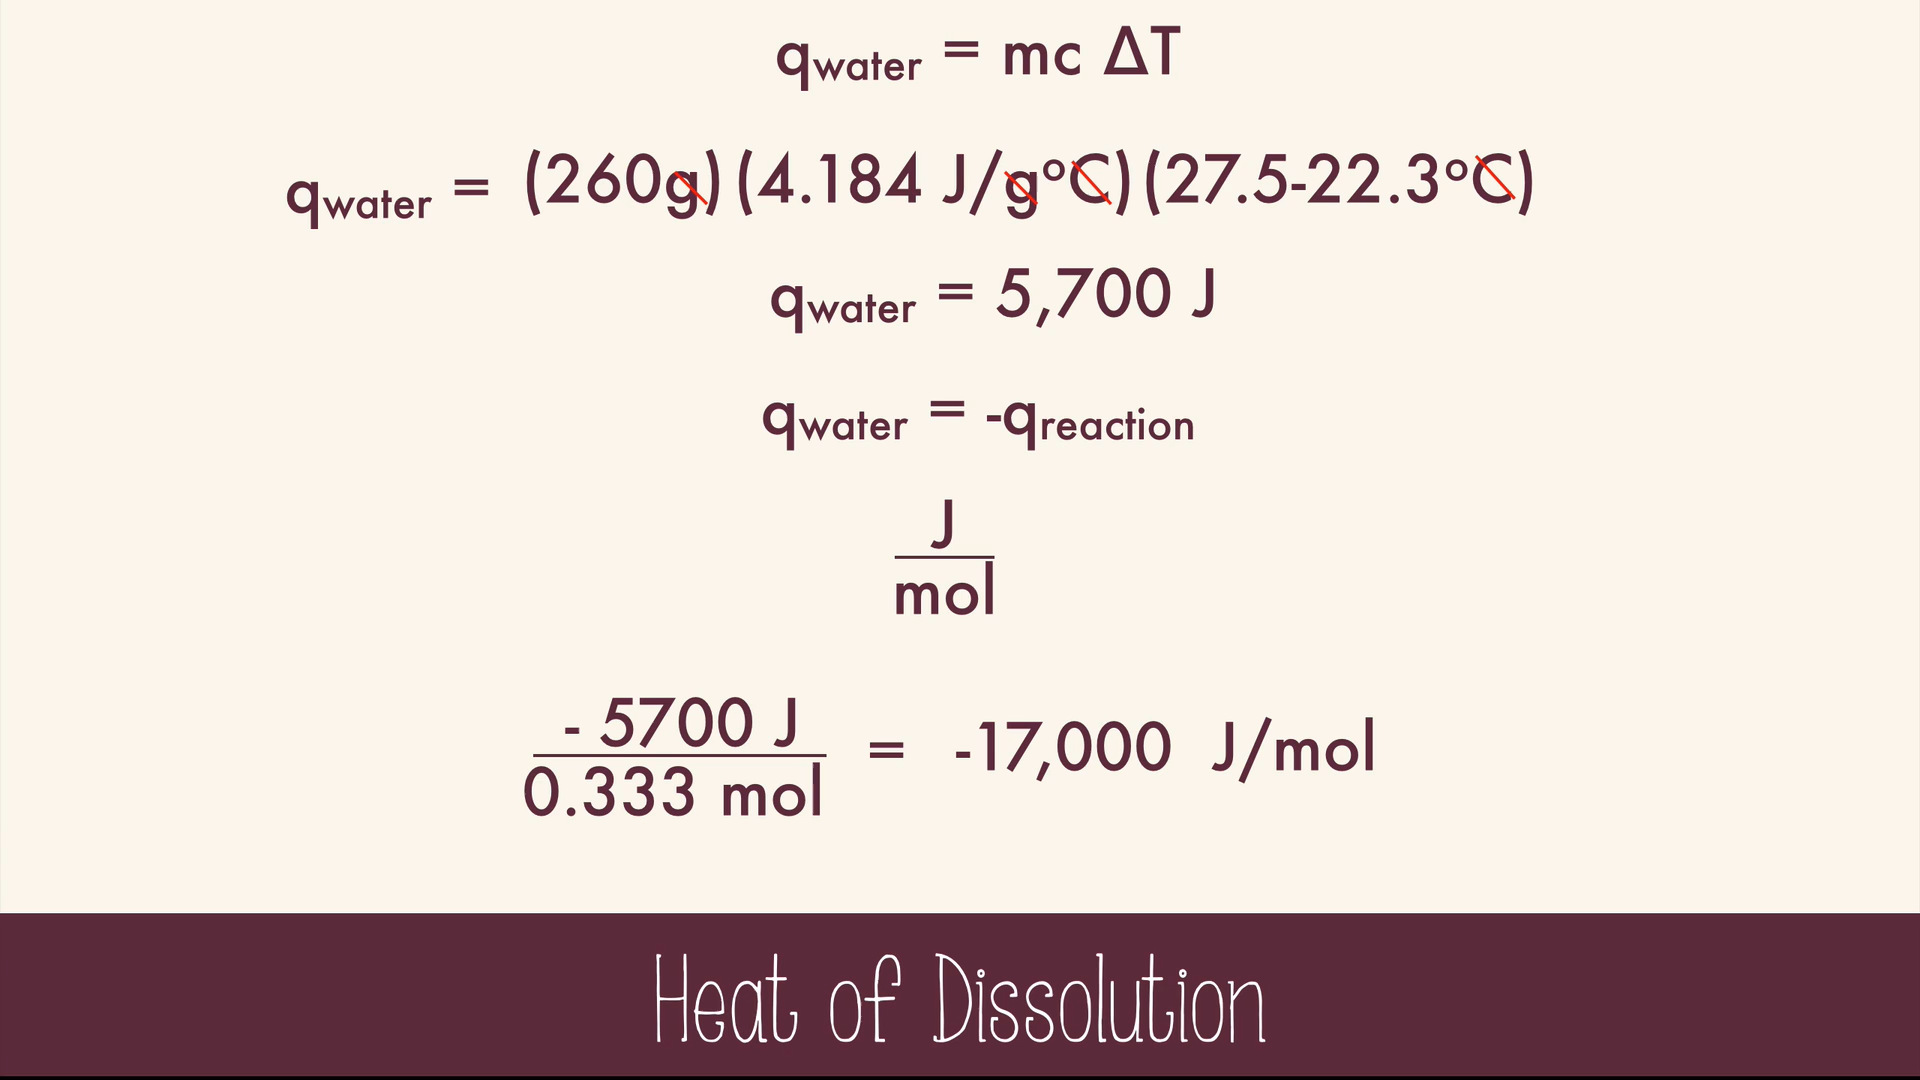 qwater = mc ΔT
qwater = (260g)(4.184 J/g°C)(27.5-22.3°C)
qwater = 5,700 J
qwater = -qreaction
J
mol
- 5700 J
0.333 mol
= -17,000 J/mol
Heat of Dissolution